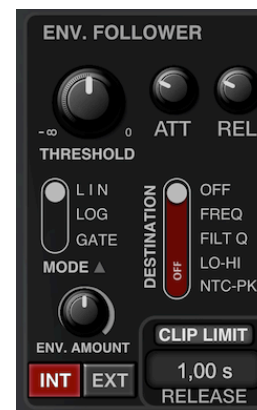 ENV. FOLLOWER
-∞ 0
ATT REL
THRESHOLD
LIN
LOG
GATE
MODE
DESTINATION
OFF
OFF
FREQ
FILT Q
LO-HI
NTC-PK
ENV. AMOUNT
INT EXT
CLIP LIMIT
1,00 s
RELEASE